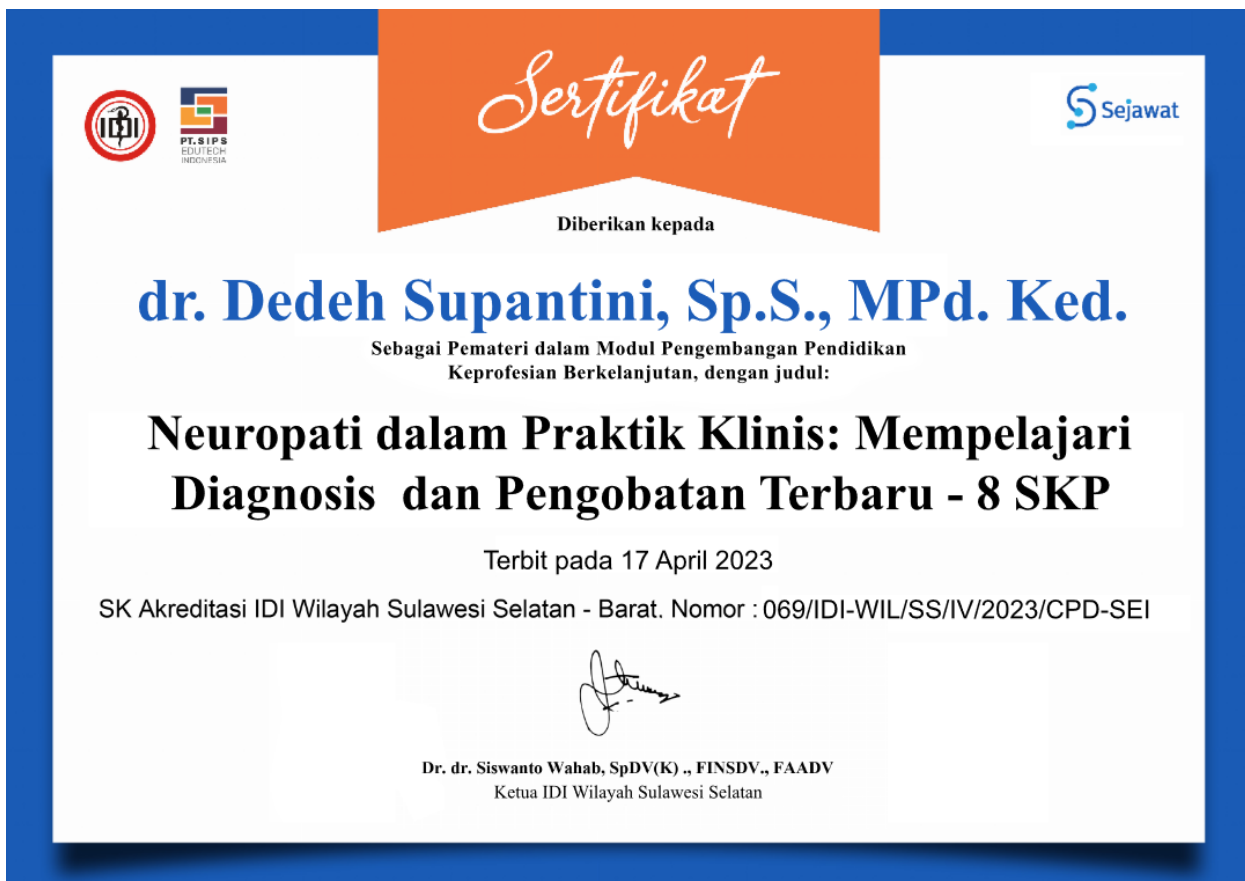 Sertifikat
IDI
PT.SIPS
EDUTECH
INDONESIA
Sejawat
Diberikan kepada
dr. Dedeh Supantini, Sp.S., MPd. Ked.
Sebagai Pemateri dalam Modul Pengembangan Pendidikan
Keprofesian Berkelanjutan, dengan judul:
Neuropati dalam Praktik Klinis: Mempelajari
Diagnosis dan Pengobatan Terbaru - 8 SKP
Terbit pada 17 April 2023
SK Akreditasi IDI Wilayah Sulawesi Selatan - Barat. Nomor : 069/IDI-WIL/SS/IV/2023/CPD-SEI
Dr. dr. Siswanto Wahab, SpDV(K) ., FINSDV., FAADV
Ketua IDI Wilayah Sulawesi Selatan